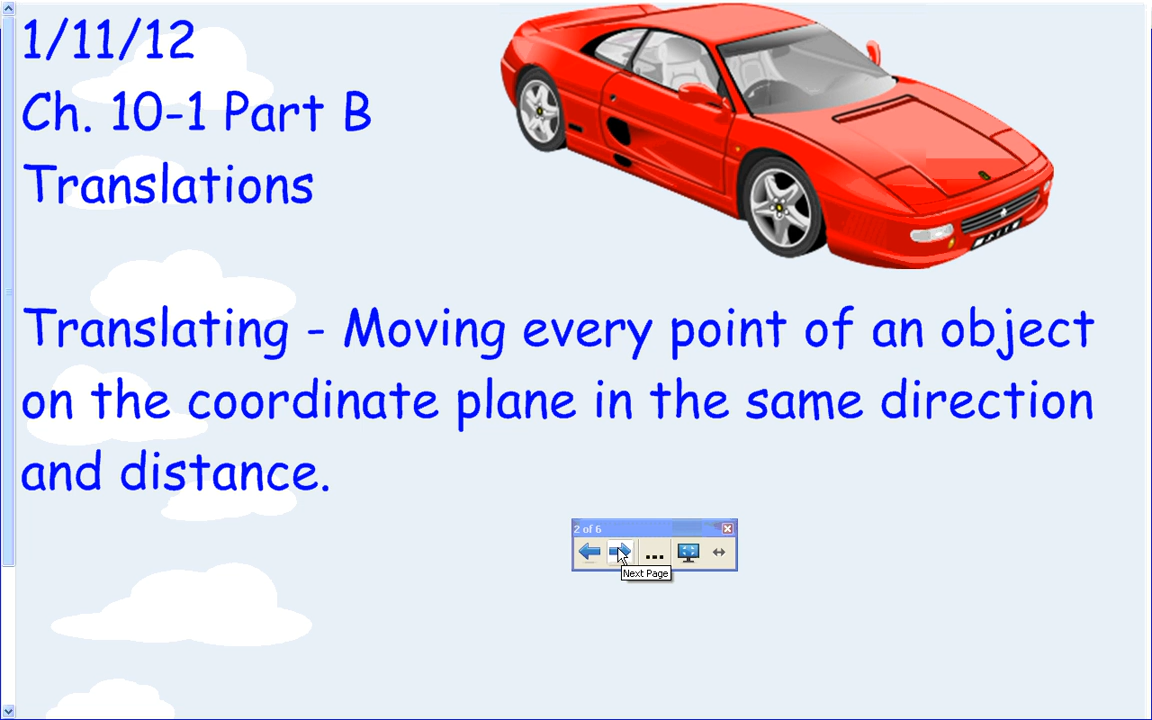 1/11/12
Ch. 10-1 Part B
Translations
Translating - Moving every point of an object
on the coordinate plane in the same direction
and distance.
2 of 6
...
Next Page